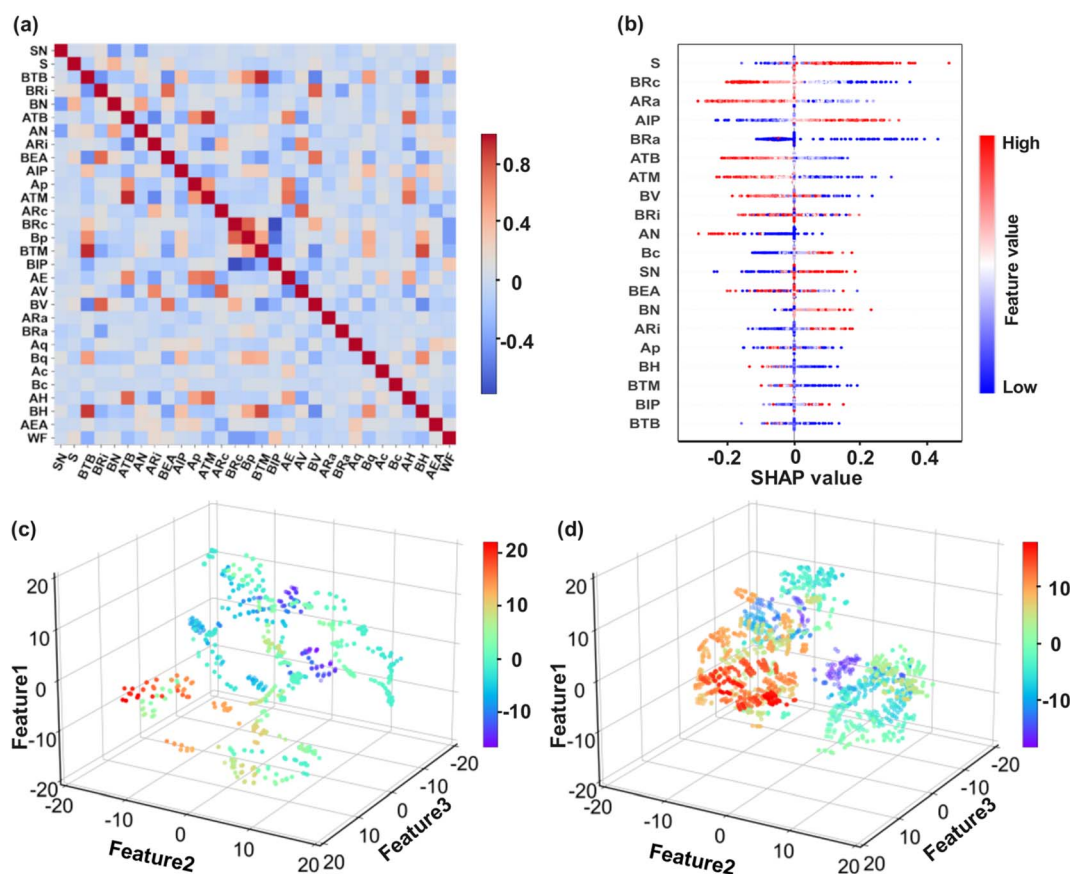 (a)
SN
S
BTB
BRi
BN
ATB
AN
ARi
BEA
AIP
Ap
ATM
ARc
BRc
Bp
BTM
BIP
AE
AV
BV
ARa
BRa
Aq
Bq
Ac
Bc
AH
BH
AEA
WF
SN S BTB BRi BN ATB AN ARi BEA AIP Ap ATM ARc BRc Bp BTM BIP AE AV BV ARa BRa Aq Bq Ac Bc AH BH AEA WF
0.8
0.4
0
-0.4
(b)
S
BRc
ARa
AIP
BRa
ATB
ATM
BV
BRi
AN
Bc
SN
BEA
BN
ARi
Ap
BH
BTM
BIP
BTB
-0.2 0 0.2 0.4
SHAP value
High
Feature value
Low
(c)
20
10
0
-10
-20
Feature1
-20 -10 0 10 20
Feature2
-20
-10
0
10
20
Feature3
20
10
0
-10
(d)
20
10
0
-10
-20
Feature1
-20 -10 0 10 20
Feature2
-20
-10
0
10
20
Feature3
10
0
-10